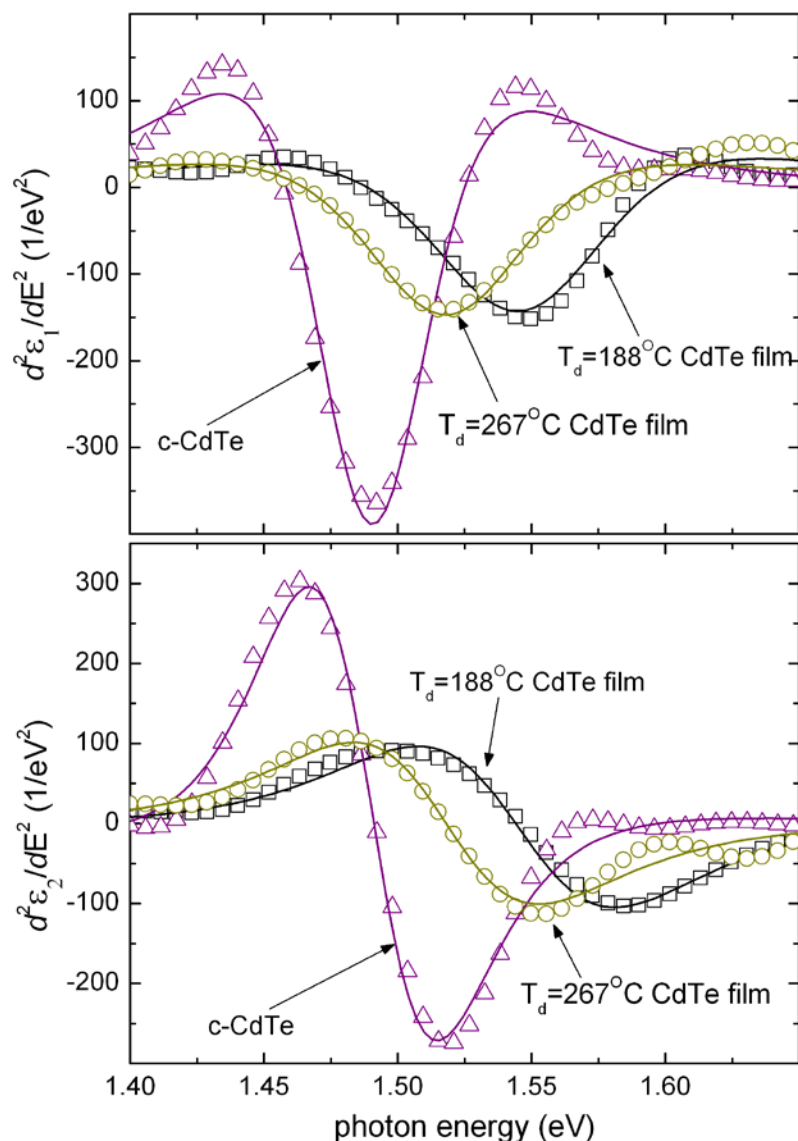 d²ε₁/dE² (1/eV²)
100
0
-100
-200
-300
T_d=188°C CdTe film
T_d=267°C CdTe film
c-CdTe
d²ε₂/dE² (1/eV²)
300
200
100
0
-100
-200
T_d=188°C CdTe film
T_d=267°C CdTe film
c-CdTe
1.40 1.45 1.50 1.55 1.60
photon energy (eV)